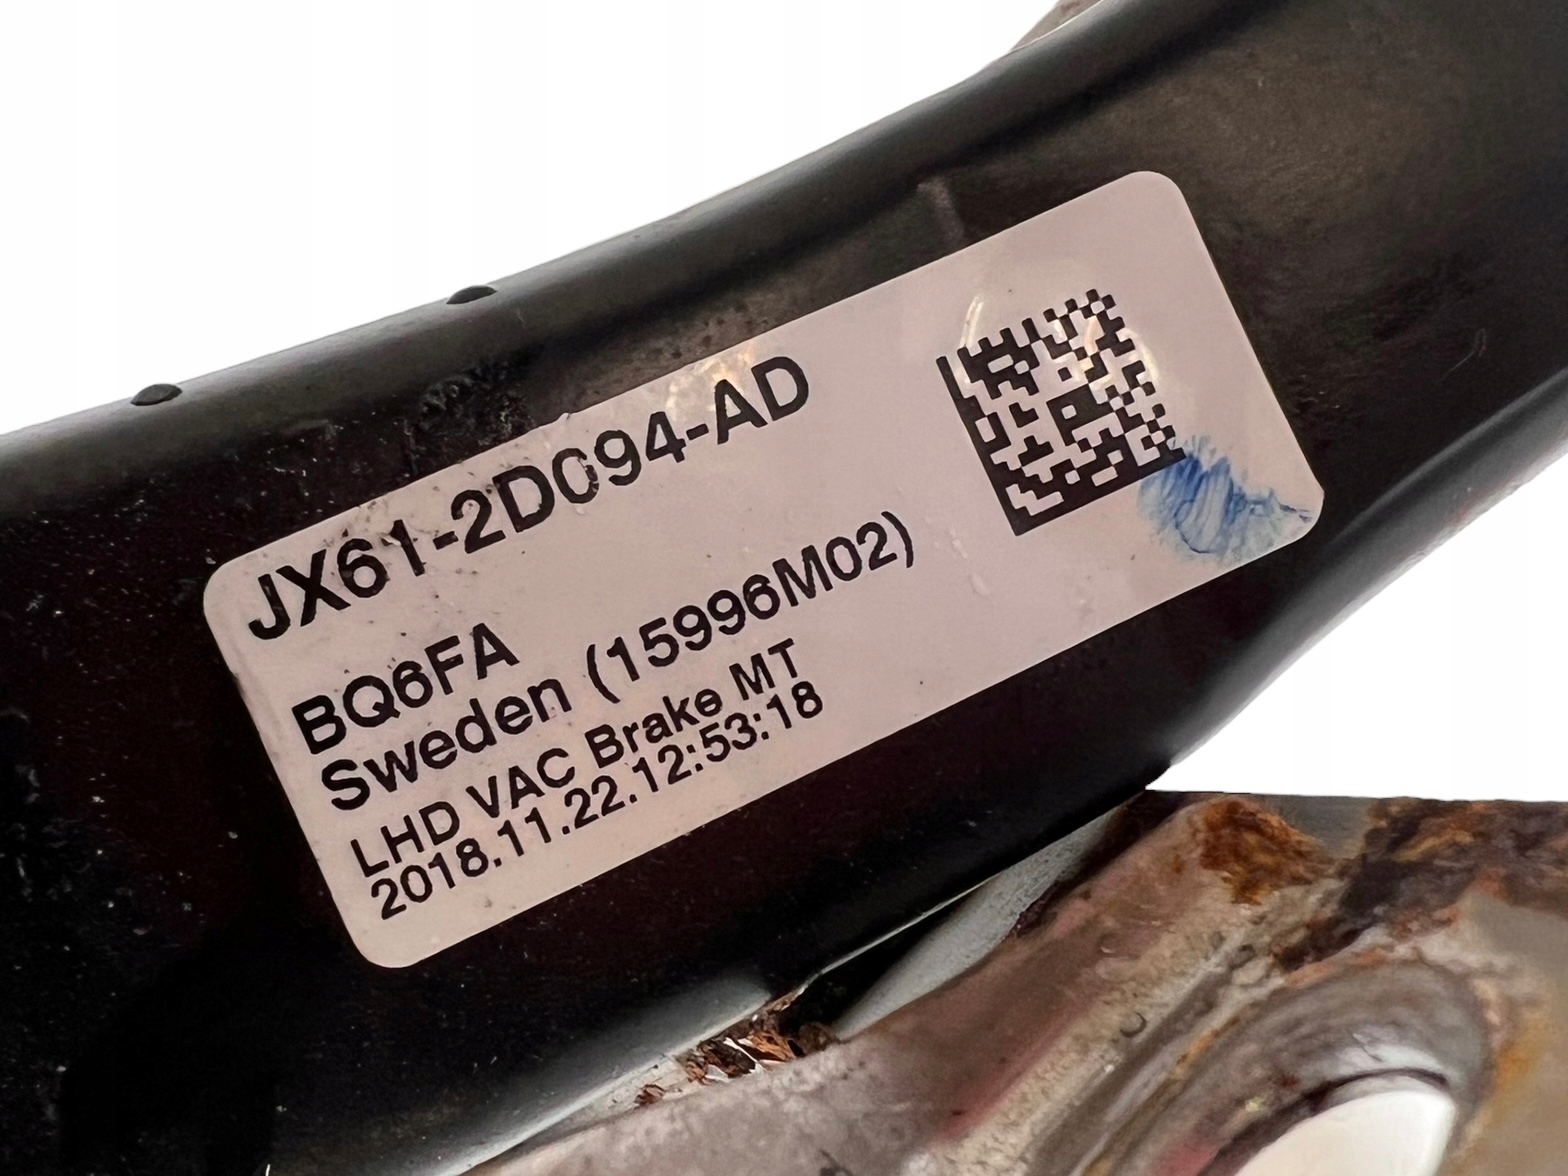 JX61-2D094-AD
BQ6FA
Sweden (15996M02)
LHD VAC Brake MT
2018.11.22.12:53:18